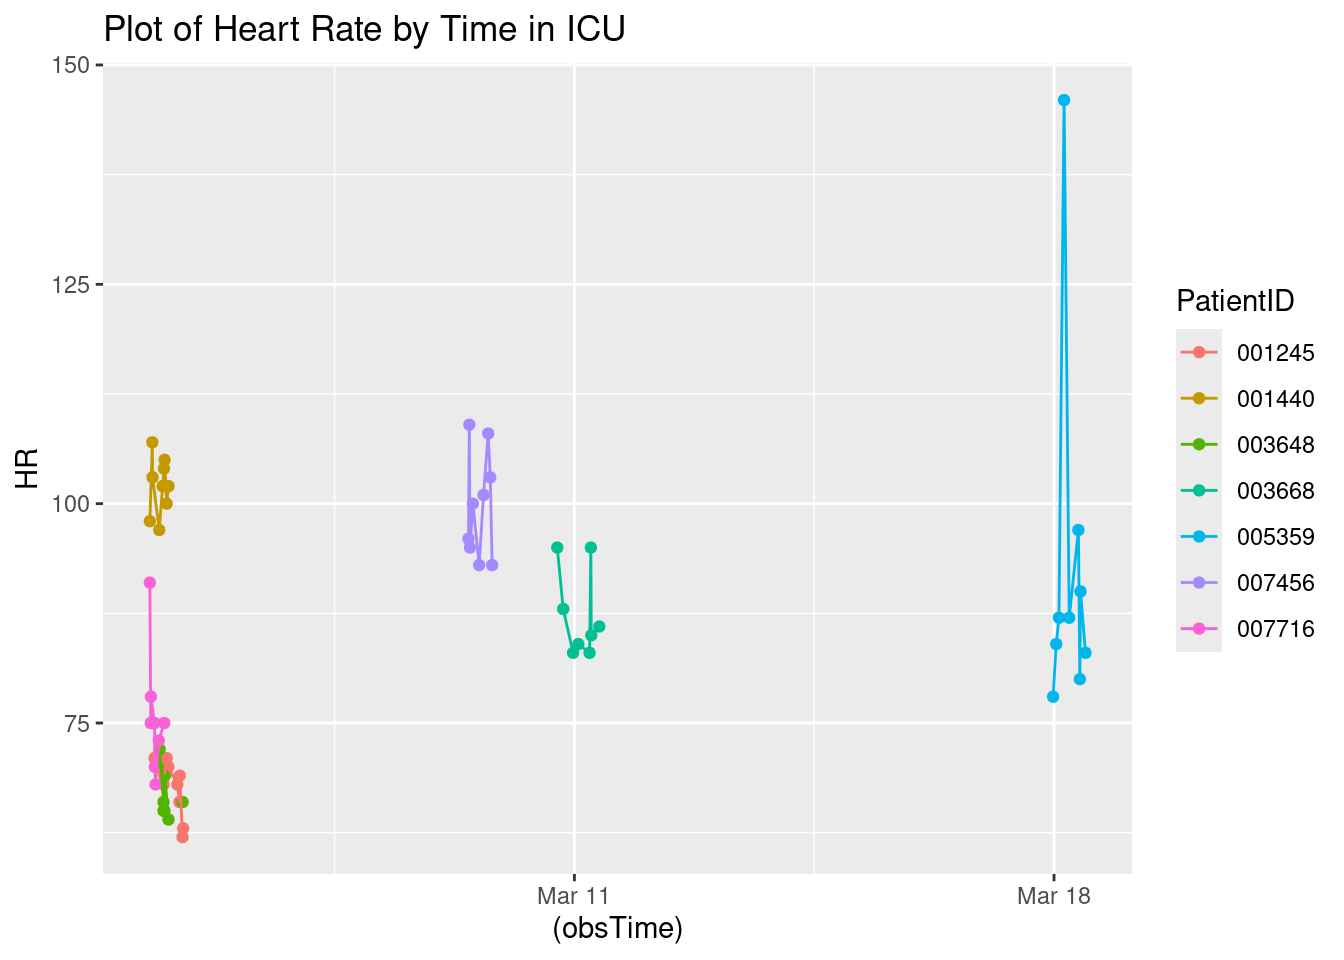 Plot of Heart Rate by Time in ICU
150
125
100
75
HR
Mar 11
Mar 18
(obsTime)
PatientID
001245
001440
003648
003668
005359
007456
007716